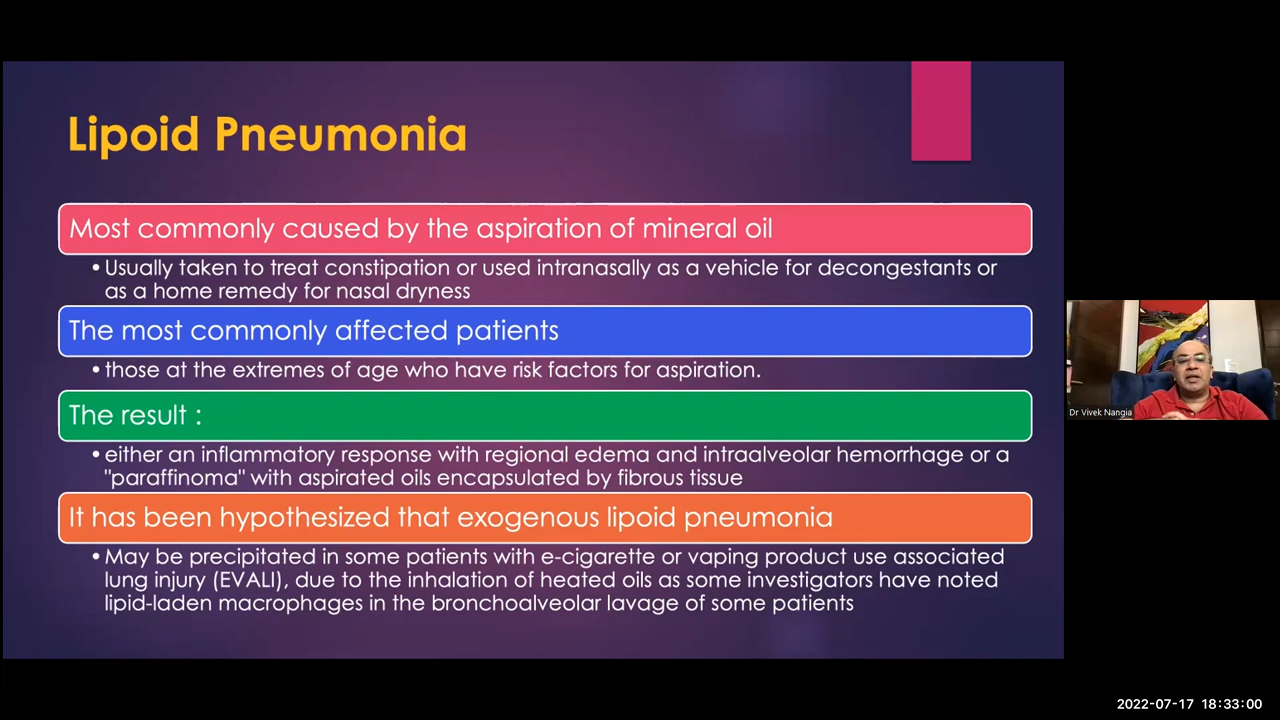 Lipoid Pneumonia
Most commonly caused by the aspiration of mineral oil
• Usually taken to treat constipation or used intranasally as a vehicle for decongestants or
as a home remedy for nasal dryness
The most commonly affected patients
• those at the extremes of age who have risk factors for aspiration.
The result :
• either an inflammatory response with regional edema and intraalveolar hemorrhage or a
"paraffinoma" with aspirated oils encapsulated by fibrous tissue
It has been hypothesized that exogenous lipoid pneumonia
• May be precipitated in some patients with e-cigarette or vaping product use associated
lung injury (EVALI), due to the inhalation of heated oils as some investigators have noted
lipid-laden macrophages in the bronchoalveolar lavage of some patients
Dr Vivek Nangia
2022-07-17 18:33:00